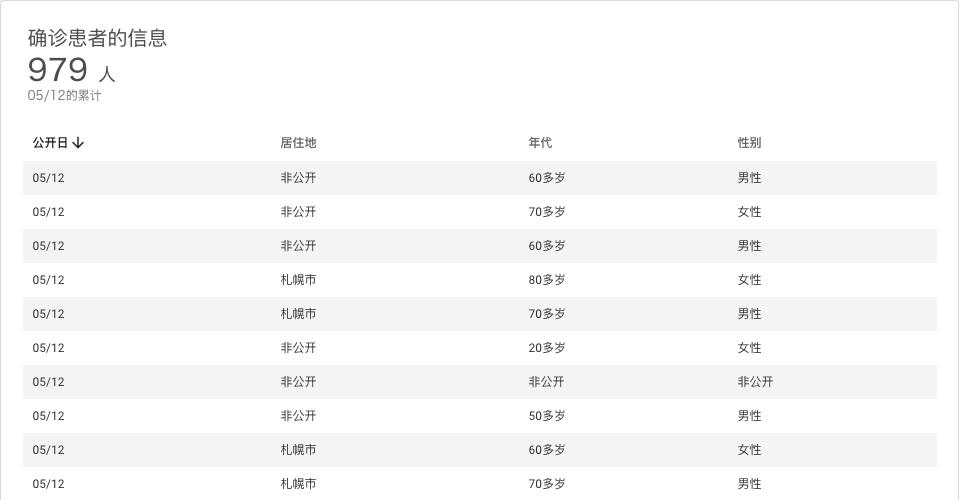 确诊患者的信息
979 人
05/12的累计
公开日 居住地 年代 性别
05/12 非公开 60多岁 男性
05/12 非公开 70多岁 女性
05/12 非公开 60多岁 男性
05/12 札幌市 80多岁 女性
05/12 札幌市 70多岁 男性
05/12 非公开 20多岁 女性
05/12 非公开 非公开 非公开
05/12 非公开 50多岁 男性
05/12 札幌市 60多岁 女性
05/12 札幌市 70多岁 男性